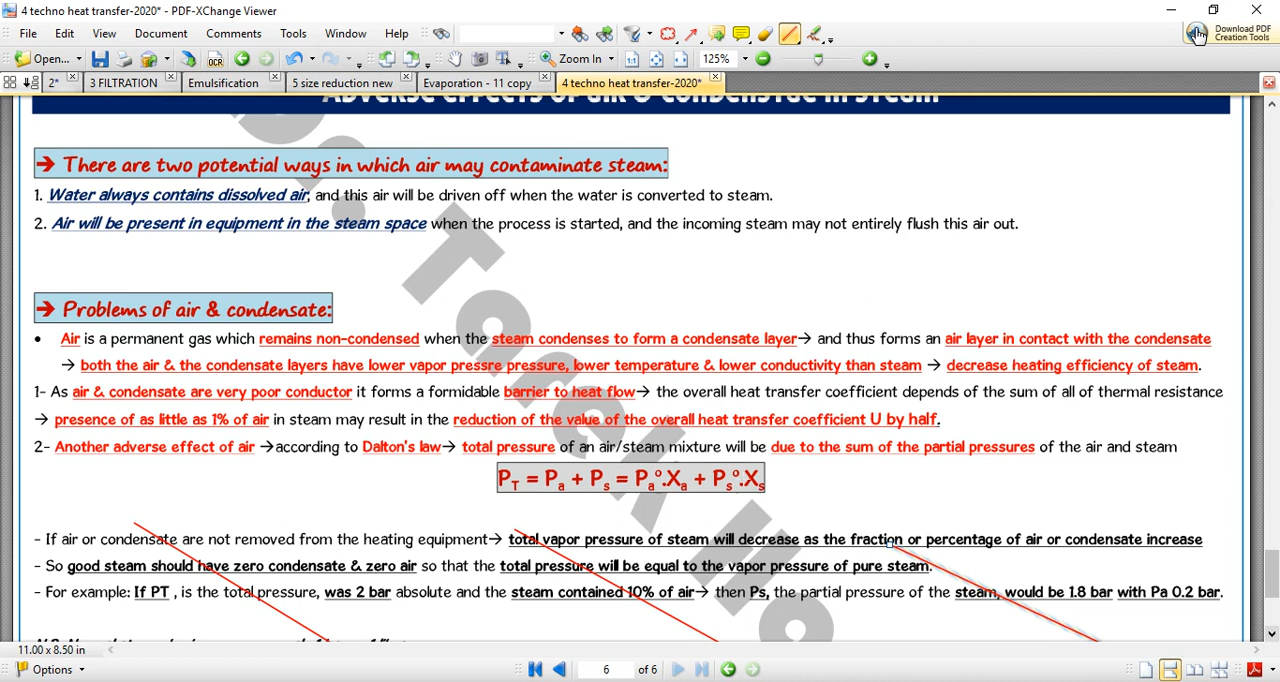 4 techno heat transfer-2020* - PDF-XChange Viewer
File Edit View Document Comments Tools Window Help
Download PDF
Creation Tools
Open... OCR Zoom In 125%
2* 3 FILTRATION Emulsification 5 size reduction new Evaporation - 11 copy 4 techno heat transfer-2020*
➔ There are two potential ways in which air may contaminate steam:
1. Water always contains dissolved air, and this air will be driven off when the water is converted to steam.
2. Air will be present in equipment in the steam space when the process is started, and the incoming steam may not entirely flush this air out.
➔ Problems of air & condensate:
• Air is a permanent gas which remains non-condensed when the steam condenses to form a condensate layer→ and thus forms an air layer in contact with the condensate
→ both the air & the condensate layers have lower vapor pressre pressure, lower temperature & lower conductivity than steam → decrease heating efficiency of steam.
1- As air & condensate are very poor conductor it forms a formidable barrier to heat flow→ the overall heat transfer coefficient depends of the sum of all of thermal resistance
→ presence of as little as 1% of air in steam may result in the reduction of the value of the overall heat transfer coefficient U by half.
2- Another adverse effect of air →according to Dalton's law→ total pressure of an air/steam mixture will be due to the sum of the partial pressures of the air and steam
PT = Pa + Ps = Pa°.Xa + Ps°.Xs
- If air or condensate are not removed from the heating equipment→ total vapor pressure of steam will decrease as the fraction or percentage of air or condensate increase
- So good steam should have zero condensate & zero air so that the total pressure will be equal to the vapor pressure of pure steam.
- For example: If PT , is the total pressure, was 2 bar absolute and the steam contained 10% of air→ then Ps, the partial pressure of the steam, would be 1.8 bar with Pa 0.2 bar.
11.00 x 8.50 in
Options 6 of 6